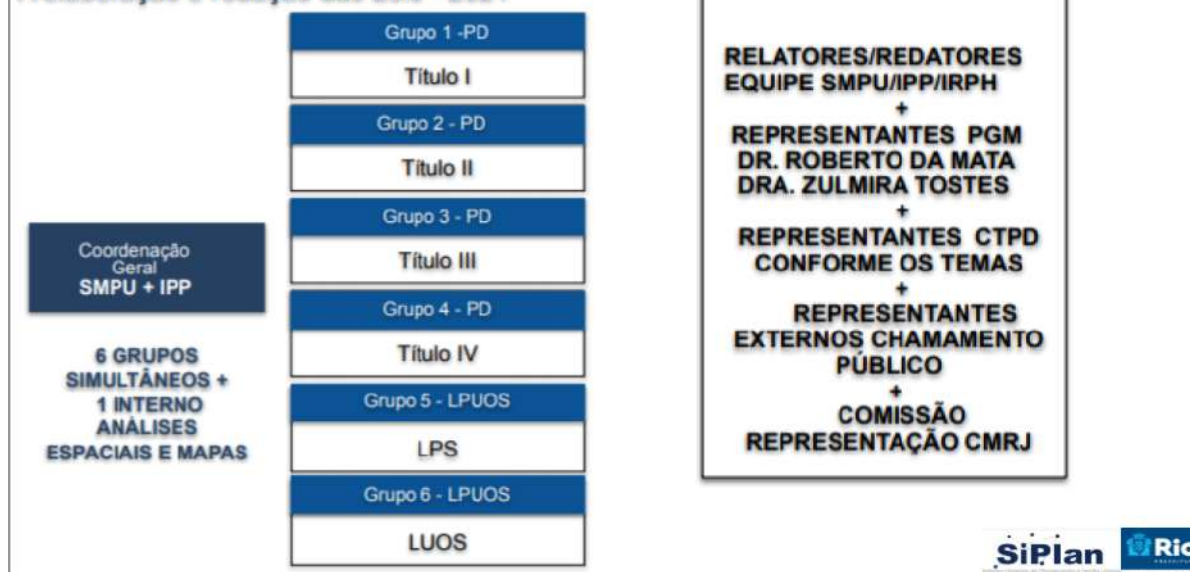 Grupo 1 -PD
Título I
Grupo 2 - PD
Título II
Grupo 3 - PD
Título III
Grupo 4 - PD
Título IV
Grupo 5 - LPUOS
LPS
Grupo 6 - LPUOS
LUOS
Coordenação
Geral
SMPU + IPP
6 GRUPOS
SIMULTÂNEOS +
1 INTERNO
ANÁLISES
ESPACIAIS E MAPAS
RELATORES/REDATORES
EQUIPE SMPU/IPP/IRPH
+
REPRESENTANTES PGM
DR. ROBERTO DA MATA
DRA. ZULMIRA TOSTES
+
REPRESENTANTES CTPD
CONFORME OS TEMAS
+
REPRESENTANTES
EXTERNOS CHAMAMENTO
PÚBLICO
+
COMISSÃO
REPRESENTAÇÃO CMRJ
SiPlan
Rio